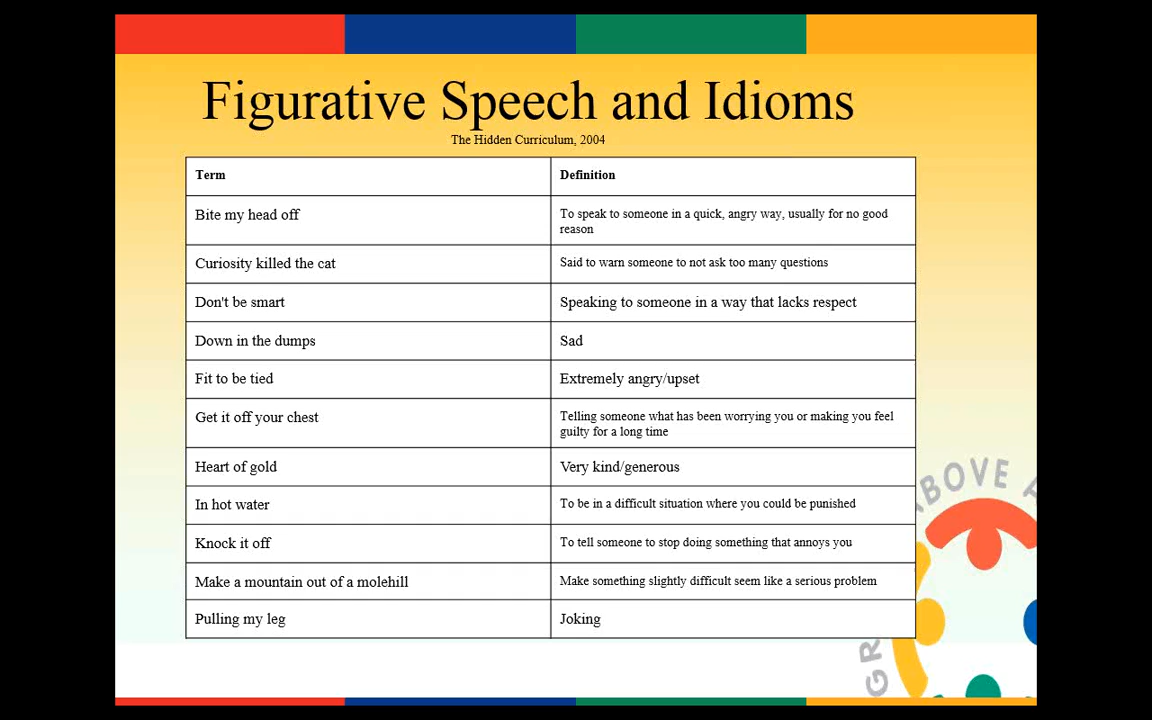 Figurative Speech and Idioms
The Hidden Curriculum, 2004
Term Definition
Bite my head off To speak to someone in a quick, angry way, usually for no good
reason
Curiosity killed the cat Said to warn someone to not ask too many questions
Don't be smart Speaking to someone in a way that lacks respect
Down in the dumps Sad
Fit to be tied Extremely angry/upset
Get it off your chest Telling someone what has been worrying you or making you feel
guilty for a long time
Heart of gold Very kind/generous
In hot water To be in a difficult situation where you could be punished
Knock it off To tell someone to stop doing something that annoys you
Make a mountain out of a molehill Make something slightly difficult seem like a serious problem
Pulling my leg Joking